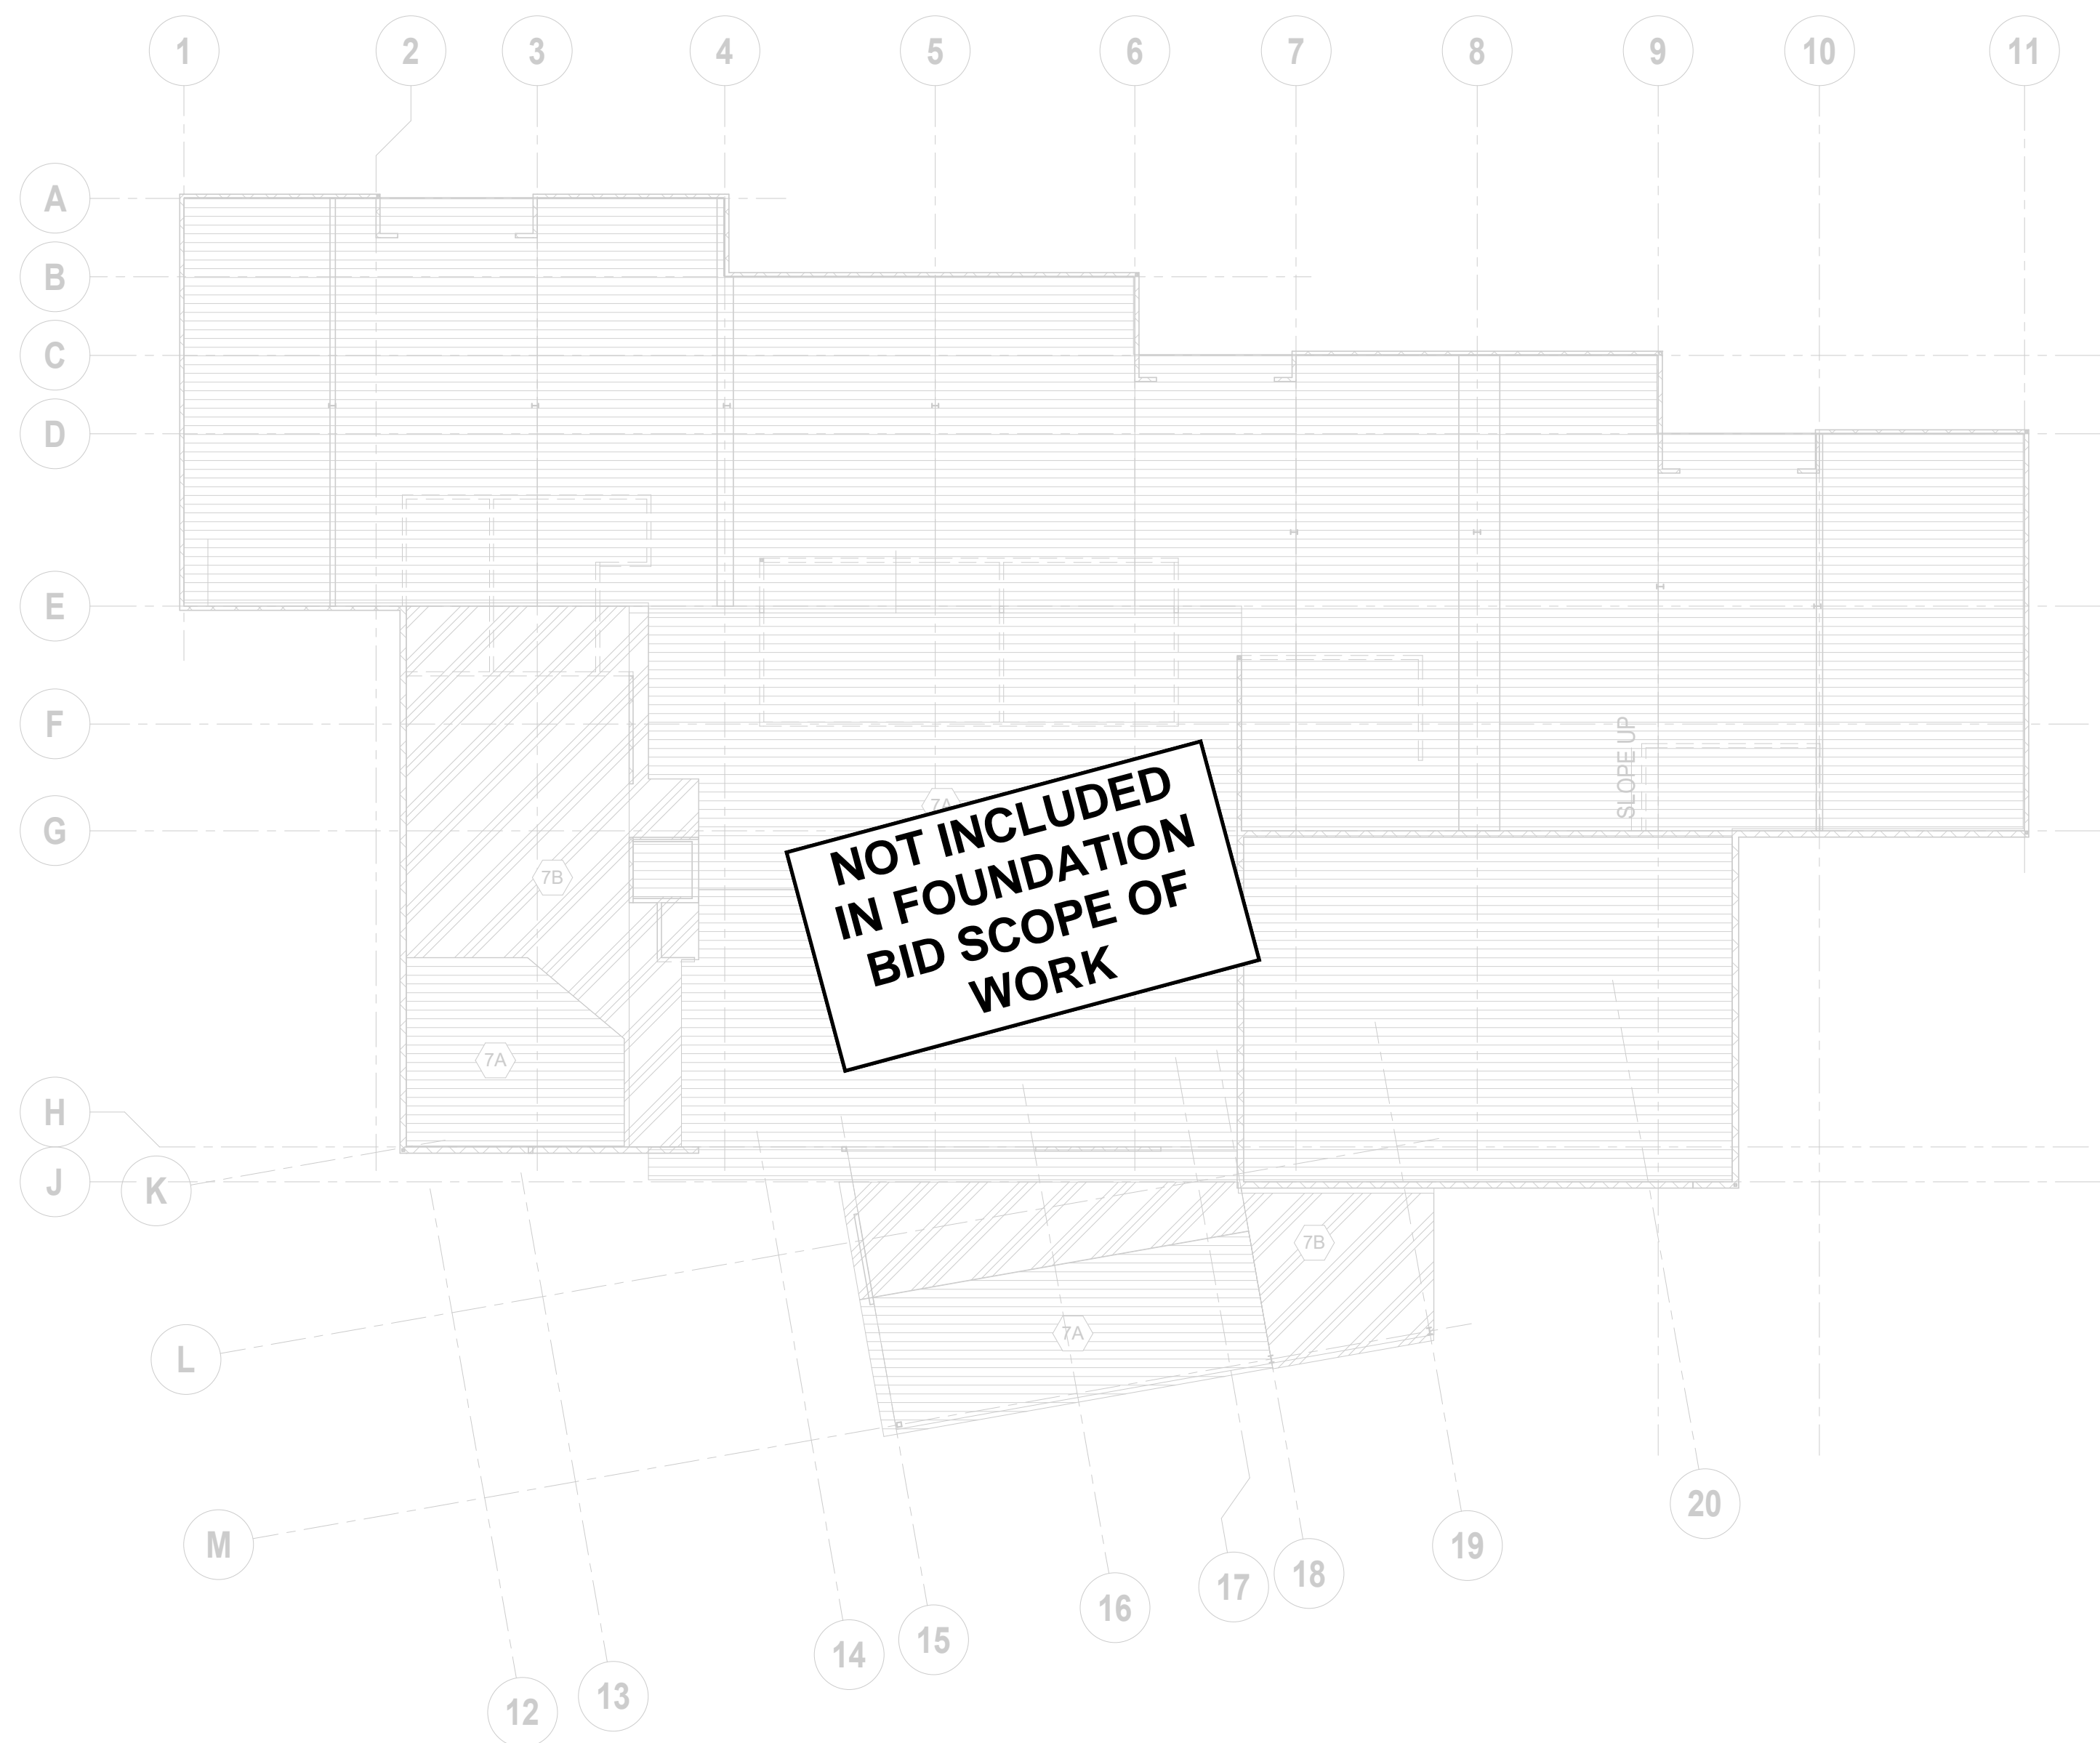 1 2 3 4 5 6 7 8 9 10 11
A
B
C
D
E
F
SLOPE UP
7A
G
NOT INCLUDED
IN FOUNDATION
BID SCOPE OF
WORK
7B
7A
H
J
K
7B
7A
L
M
20
19
18
17
16
15
14
13
12